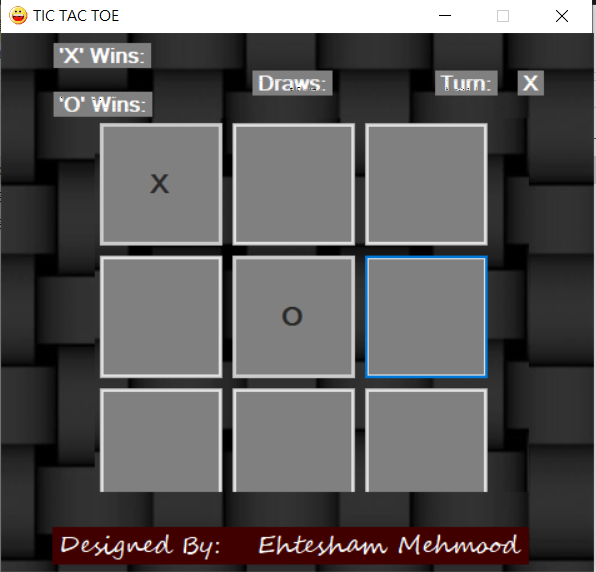 TIC TAC TOE
'X' Wins:
Draws:
Turn: X
'O' Wins:
X
O
Designed By: Ehtesham Mehmood